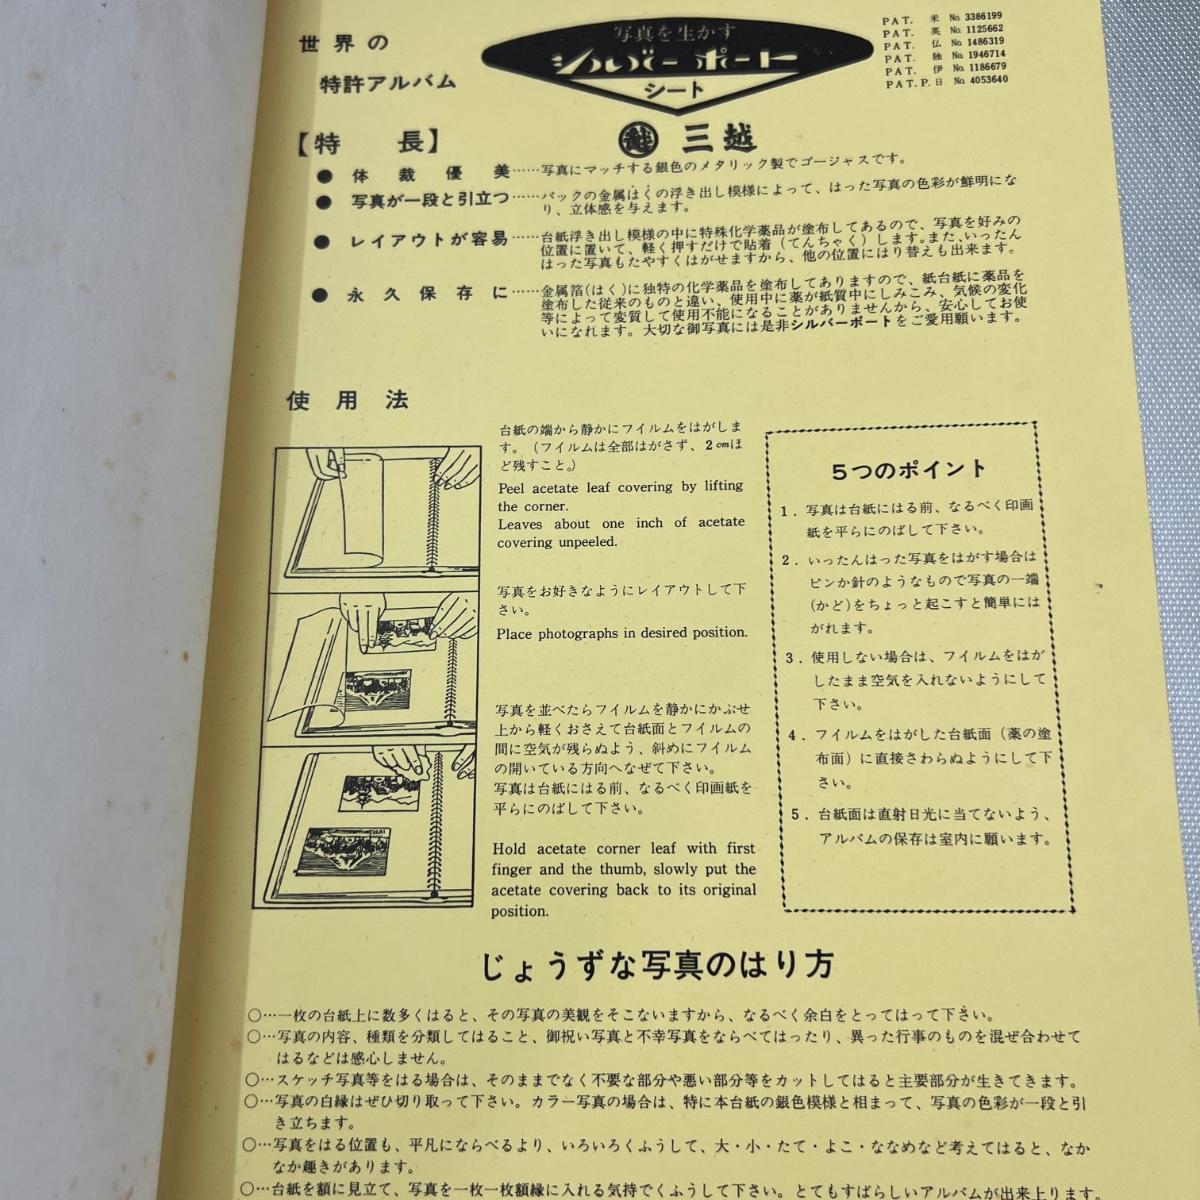 世界の
特許アルバム
写真を生かす
シルバーポート
シート
PAT. 米 No. 3386199
PAT. 英 No. 1125662
PAT. 仏 No. 1486319
PAT. 独 No. 1946714
PAT. 伊 No. 1186679
PAT.P. 日 No. 4053640
三越
【特 長】
● 体裁優美……写真にマッチする銀色のメタリック製でゴージャスです。
● 写真が一段と引立つ……バックの金属はくの浮き出し模様によって、はった写真の色彩が鮮明にな
り、立体感を与えます。
● レイアウトが容易……台紙浮き出し模様の中に特殊化学薬品が塗布してあるので、写真を好みの
位置に置いて、軽く押すだけで貼着(てんちゃく)します。また、いったん
はった写真もたやすくはがせますから、他の位置にはり替えも出来ます。
● 永久保存に……金属箔(はく)に独特の化学薬品を塗布してありますので、紙台紙に薬品を
塗布した従来のものと違い、使用中に薬が紙質中にしみこみ、気候の変化
等によって変質して使用不能になることがありませんから、安心してお使
いになれます。大切な御写真には是非シルバーポートをご愛用願います。
使用法
台紙の端から静かにフイルムをはがしま
す。(フイルムは全部はがさず、2cmほ
ど残すこと。)
Peel acetate leaf covering by lifting
the corner.
Leaves about one inch of acetate
covering unpeeled.
写真をお好きなようにレイアウトして下
さい。
Place photographs in desired position.
写真を並べたらフイルムを静かにかぶせ
上から軽くおさえて台紙面とフイルムの
間に空気が残らぬよう、斜めにフイルム
の開いている方向へなぜて下さい。
写真は台紙にはる前、なるべく印画紙を
平らにのばして下さい。
Hold acetate corner leaf with first
finger and the thumb, slowly put the
acetate covering back to its original
position.
5つのポイント
1. 写真は台紙にはる前、なるべく印画
紙を平らにのばして下さい。
2. いったんはった写真をはがす場合は
ピンか針のようなもので写真の一端
(かど)をちょっと起こすと簡単には
がれます。
3. 使用しない場合は、フイルムをはが
したまま空気を入れないようにして
下さい。
4. フイルムをはがした台紙面(薬の塗
布面)に直接さわらぬようにして下
さい。
5. 台紙面は直射日光に当てないよう、
アルバムの保存は室内に願います。
じょうずな写真のはり方
○…一枚の台紙上に数多くはると、その写真の美観をそこないますから、なるべく余白をとってはって下さい。
○…写真の内容、種類を分類してはること、御祝い写真と不幸写真をならべてはったり、異った行事のものを混ぜ合わせて
はるなどは感心しません。
○…スケッチ写真等をはる場合は、そのままでなく不要な部分や悪い部分等をカットしてはると主要部分が生きてきます。
○…写真の白縁はぜひ切り取って下さい。カラー写真の場合は、特に本台紙の銀色模様と相まって、写真の色彩が一段と引
き立ちます。
○…写真をはる位置も、平凡にならべるより、いろいろくふうして、大・小・たて・よこ・ななめなど考えてはると、なか
なか趣きがあります。
○…台紙を額に見立て、写真を一枚一枚額縁に入れる気持でくふうして下さい。とてもすばらしいアルバムが出来上ります。